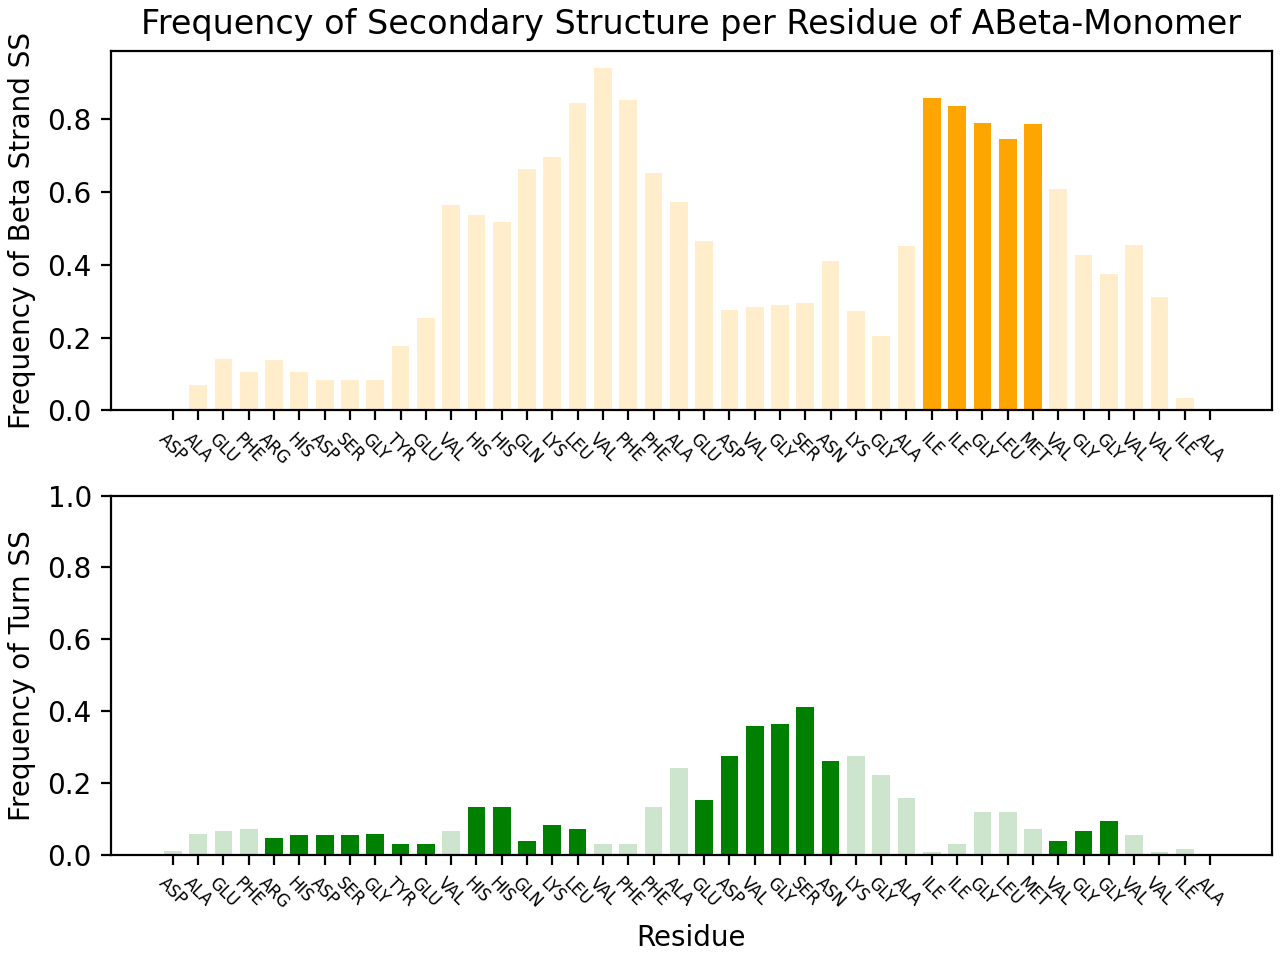 Frequency of Secondary Structure per Residue of ABeta-Monomer
Frequency of Beta Strand SS
0.8
0.6
0.4
0.2
0.0
ASP ALA GLU PHE ARG HIS ASP SER GLY TYR GLU VAL HIS HIS GLN LYS LEU VAL PHE PHE ALA GLU ASP VAL GLY SER ASN LYS GLY ALA ILE ILE GLY LEU MET VAL GLY GLY VAL VAL ILE ALA
Frequency of Turn SS
1.0
0.8
0.6
0.4
0.2
0.0
ASP ALA GLU PHE ARG HIS ASP SER GLY TYR GLU VAL HIS HIS GLN LYS LEU VAL PHE PHE ALA GLU ASP VAL GLY SER ASN LYS GLY ALA ILE ILE GLY LEU MET VAL GLY GLY VAL VAL ILE ALA
Residue